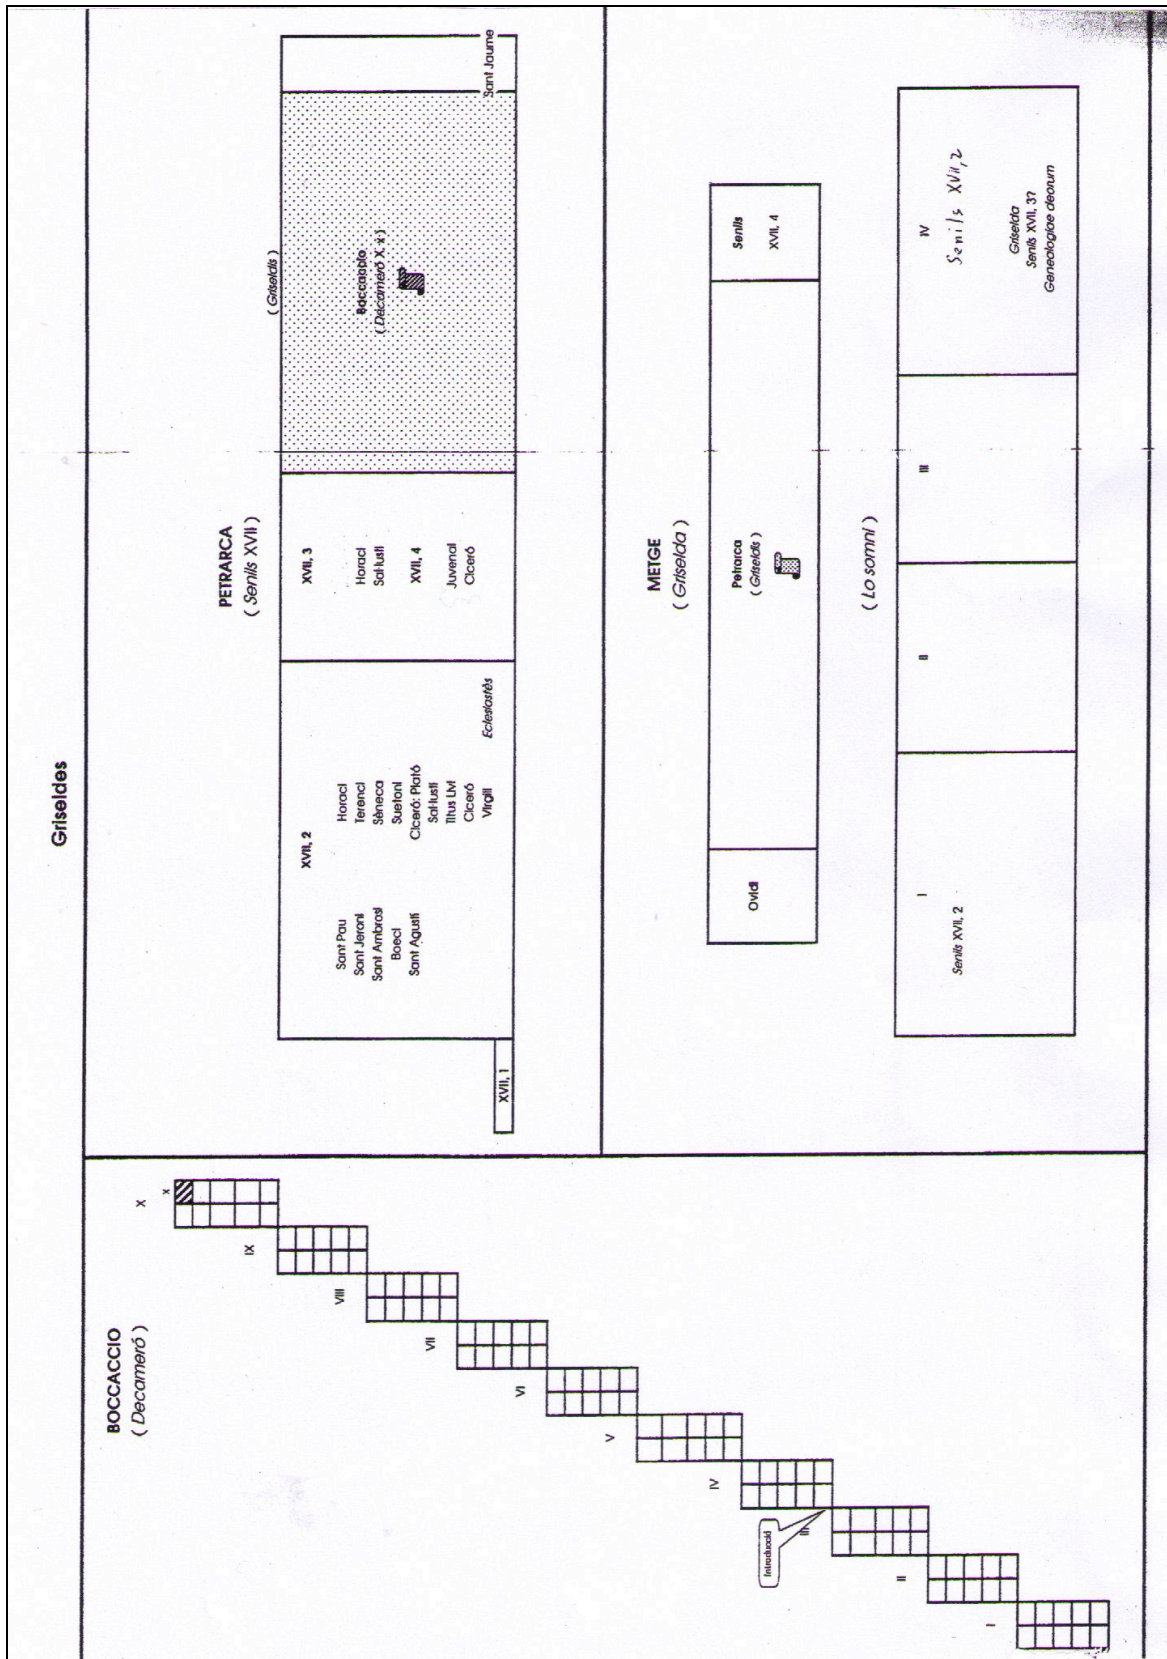 Griseldes
BOCCACCIO
( Decameró )
I
II
III
Introducció
IV
V
VI
VII
VIII
IX
X
x
PETRARCA
( Senils XVII )
XVII, 1
XVII, 2
Sant Pau
Sant Jeroni
Sant Ambrosi
Boeci
Sant Agustí
Horaci
Terenci
Sèneca
Suetoni
Ciceró: Plató
Sal·lusti
Titus Livi
Ciceró
Virgili
Eclesiastès
XVII, 3
Horaci
Sal·lusti
XVII, 4
Juvenal
Ciceró
( Griseldis )
Boccaccio
( Decameró X, x )
Sant Jaume
METGE
( Griselda )
Ovidi
Petrarca
( Griseldis )
Senils
XVII, 4
( Lo somni )
I
Senils XVII, 2
II
III
IV
Senils XVII, 2
Griselda
Senils XVII, 3?
Genealogiae deorum